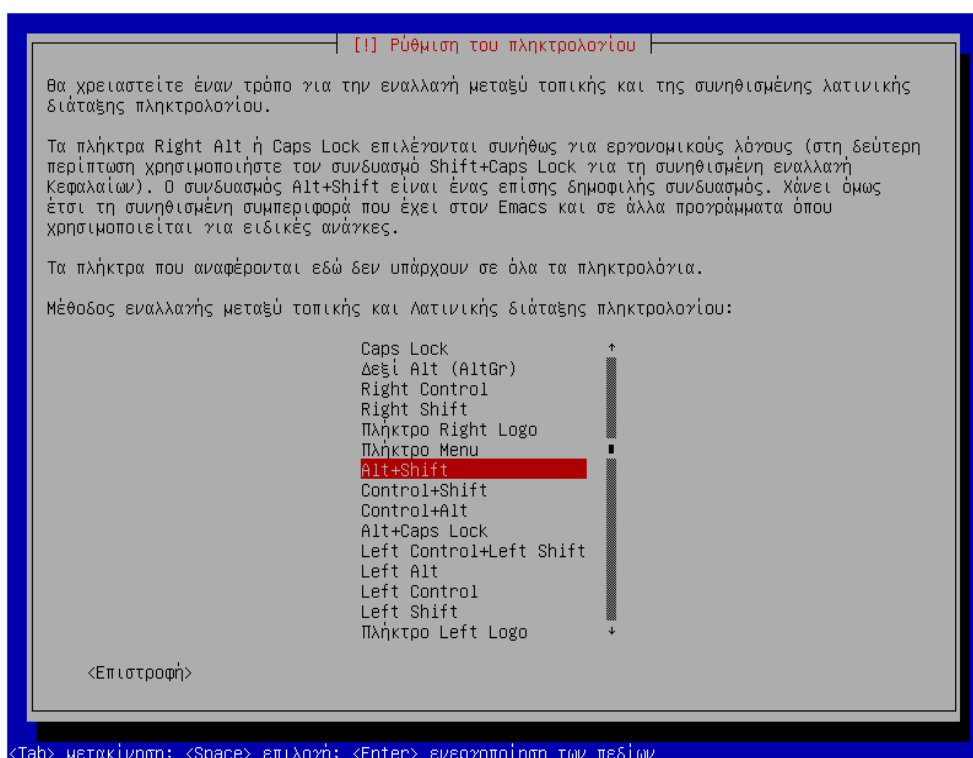 [!] Ρύθμιση του πληκτρολογίου
Θα χρειαστείτε έναν τρόπο για την εναλλαγή μεταξύ τοπικής και της συνηθισμένης λατινικής
διάταξης πληκτρολογίου.
Τα πλήκτρα Right Alt ή Caps Lock επιλέγονται συνήθως για εργονομικούς λόγους (στη δεύτερη
περίπτωση χρησιμοποιήστε τον συνδυασμό Shift+Caps Lock για τη συνηθισμένη εναλλαγή
Κεφαλαίων). Ο συνδυασμός Alt+Shift είναι ένας επίσης δημοφιλής συνδυασμός. Χάνει όμως
έτσι τη συνηθισμένη συμπεριφορά που έχει στον Emacs και σε άλλα προγράμματα όπου
χρησιμοποιείται για ειδικές ανάγκες.
Τα πλήκτρα που αναφέρονται εδώ δεν υπάρχουν σε όλα τα πληκτρολόγια.
Μέθοδος εναλλαγής μεταξύ τοπικής και Λατινικής διάταξης πληκτρολογίου:
Caps Lock
Δεξί Alt (AltGr)
Right Control
Right Shift
Πλήκτρο Right Logo
Πλήκτρο Menu
Alt+Shift
Control+Shift
Control+Alt
Alt+Caps Lock
Left Control+Left Shift
Left Alt
Left Control
Left Shift
Πλήκτρο Left Logo
<Επιστροφή>
<Tab> μετακίνηση; <Space> επιλογή; <Enter> ενεργοποίηση των πεδίων